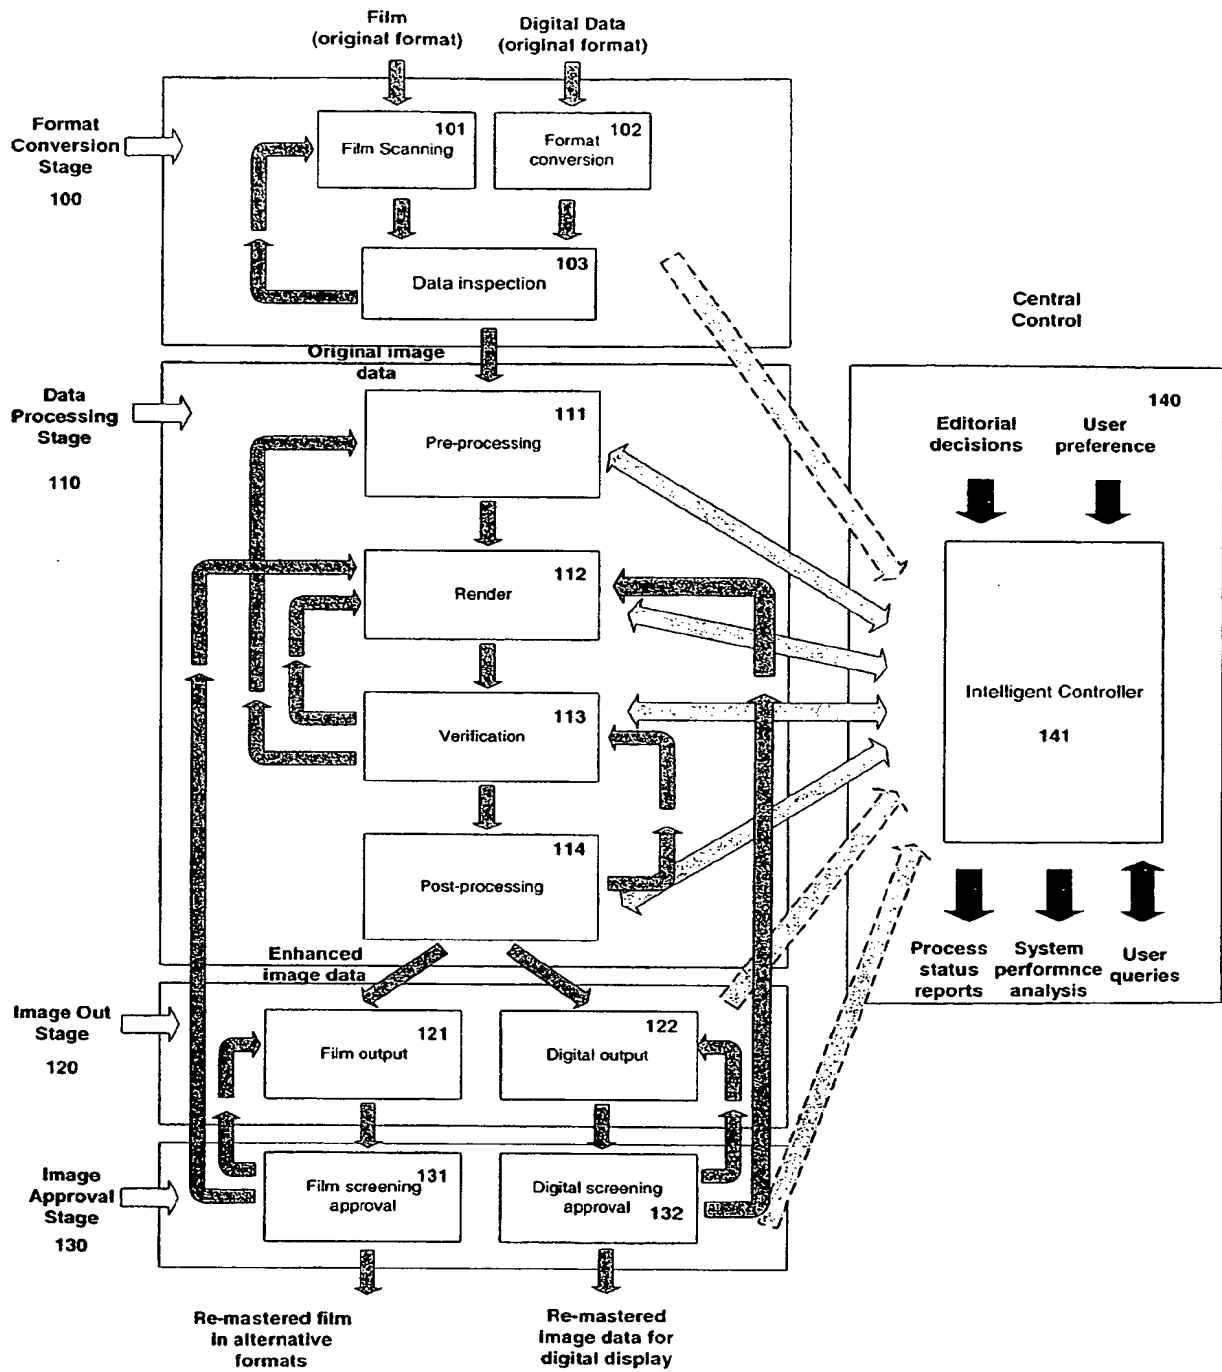 Film
(original format)
Digital Data
(original format)
Format
Conversion
Stage
100
101
Film Scanning
102
Format
conversion
103
Data inspection
Original image
data
Central
Control
Data
Processing
Stage
110
111
Pre-processing
112
Render
113
Verification
114
Post-processing
140
Editorial
decisions
User
preference
Intelligent Controller
141
Process
status
reports
System
performnce
analysis
User
queries
Enhanced
image data
Image Out
Stage
120
121
Film output
122
Digital output
Image
Approval
Stage
130
131
Film screening
approval
Digital screening
approval
132
Re-mastered film
in alternative
formats
Re-mastered
image data for
digital display